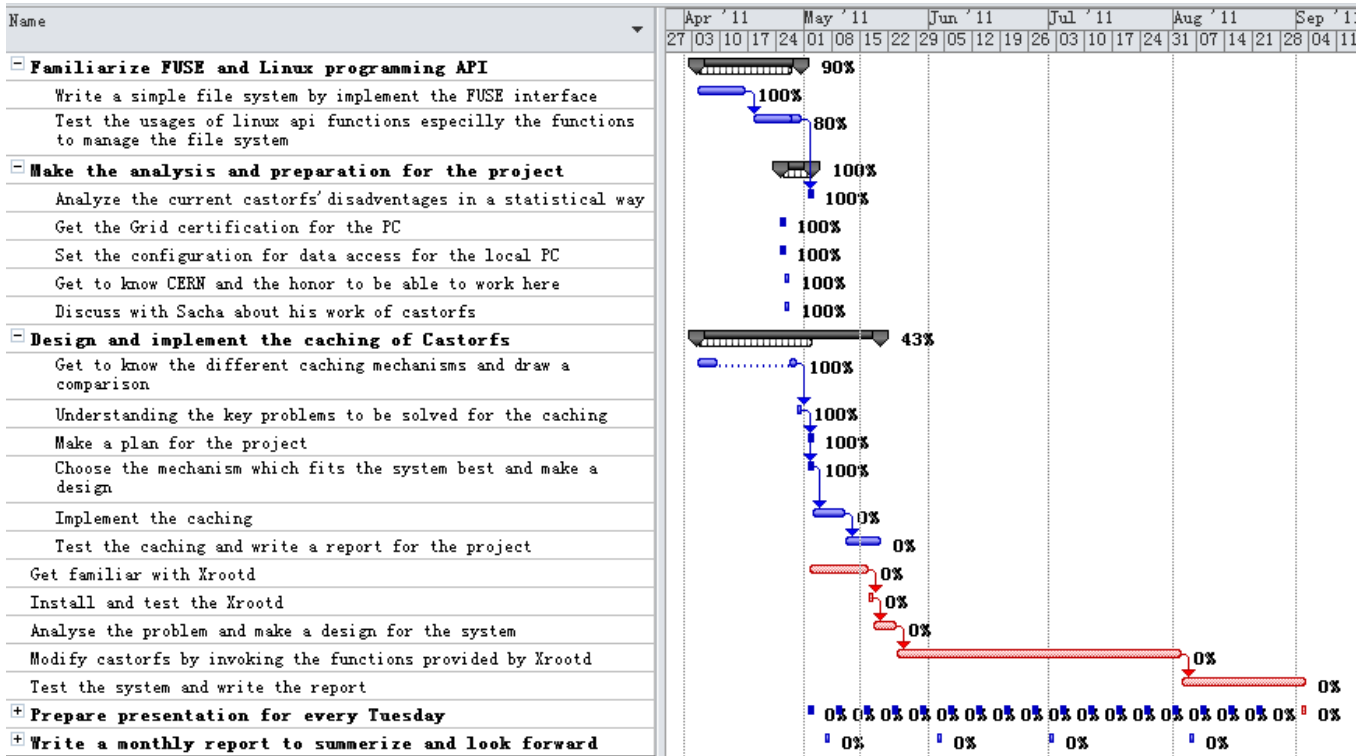 Name
Apr '11 May '11 Jun '11 Jul '11 Aug '11 Sep '11
27 03 10 17 24 01 08 15 22 29 05 12 19 26 03 10 17 24 31 07 14 21 28 04 11
Familiarize FUSE and Linux programming API 90%
Write a simple file system by implement the FUSE interface 100%
Test the usages of linux api functions especilly the functions
to manage the file system 80%
Make the analysis and preparation for the project 100%
Analyze the current castorfs' disadventages in a statistical way 100%
Get the Grid certification for the PC 100%
Set the configuration for data access for the local PC 100%
Get to know CERN and the honor to be able to work here 100%
Discuss with Sacha about his work of castorfs 100%
Design and implement the caching of Castorfs 43%
Get to know the different caching mechanisms and draw a
comparison 100%
Understanding the key problems to be solved for the caching 100%
Make a plan for the project 100%
Choose the mechanism which fits the system best and make a
design 100%
Implement the caching 0%
Test the caching and write a report for the project 0%
Get familiar with Xrootd 0%
Install and test the Xrootd 0%
Analyse the problem and make a design for the system 0%
Modify castorfs by invoking the functions provided by Xrootd 0%
Test the system and write the report 0%
Prepare presentation for every Tuesday 0% 0% 0% 0% 0% 0% 0% 0% 0% 0% 0% 0% 0% 0% 0% 0% 0% 0%
Write a monthly report to summerize and look forward 0% 0% 0% 0%